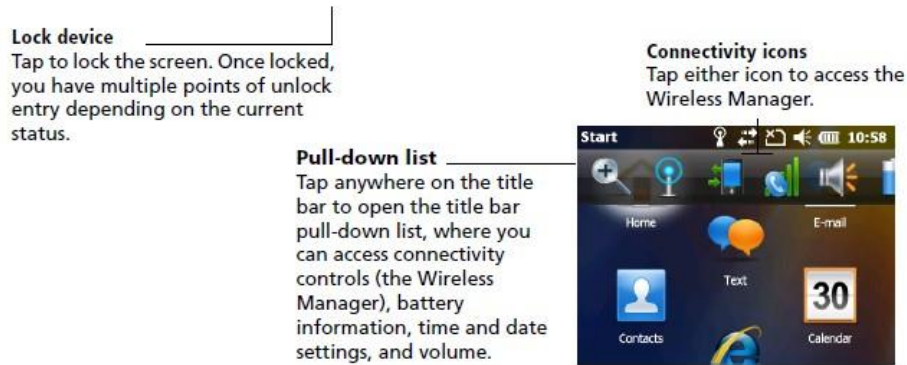 Lock device
Tap to lock the screen. Once locked,
you have multiple points of unlock
entry depending on the current
status.
Connectivity icons
Tap either icon to access the
Wireless Manager.
Pull-down list
Tap anywhere on the title
bar to open the title bar
pull-down list, where you
can access connectivity
controls (the Wireless
Manager), battery
information, time and date
settings, and volume.
Start 10:58
Home E-mail
Text
30
Contacts Calendar